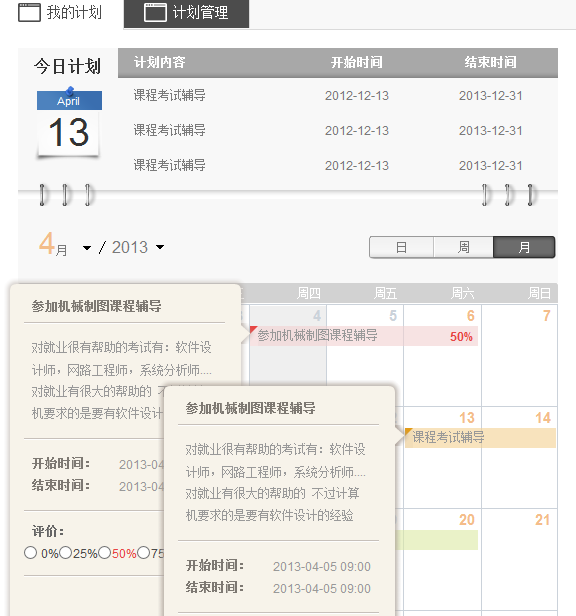 我的计划 计划管理
今日计划 计划内容 开始时间 结束时间
April
13
课程考试辅导 2012-12-13 2013-12-31
课程考试辅导 2012-12-13 2013-12-31
课程考试辅导 2012-12-13 2013-12-31
4月 / 2013 日 周 月
周四 周五 周六 周日
4 5 6 7
参加机械制图课程辅导 50%
13 14
课程考试辅导
20 21
参加机械制图课程辅导
对就业很有帮助的考试有：软件设
计师，网路工程师，系统分析师....
对就业有很大的帮助的 不
机要求的是要有软件设计
开始时间： 2013-04
结束时间： 2013-04
评价：
0% 25% 50% 75
参加机械制图课程辅导
对就业很有帮助的考试有：软件设
计师，网路工程师，系统分析师....
对就业有很大的帮助的 不过计算
机要求的是要有软件设计的经验
开始时间： 2013-04-05 09:00
结束时间： 2013-04-05 09:00